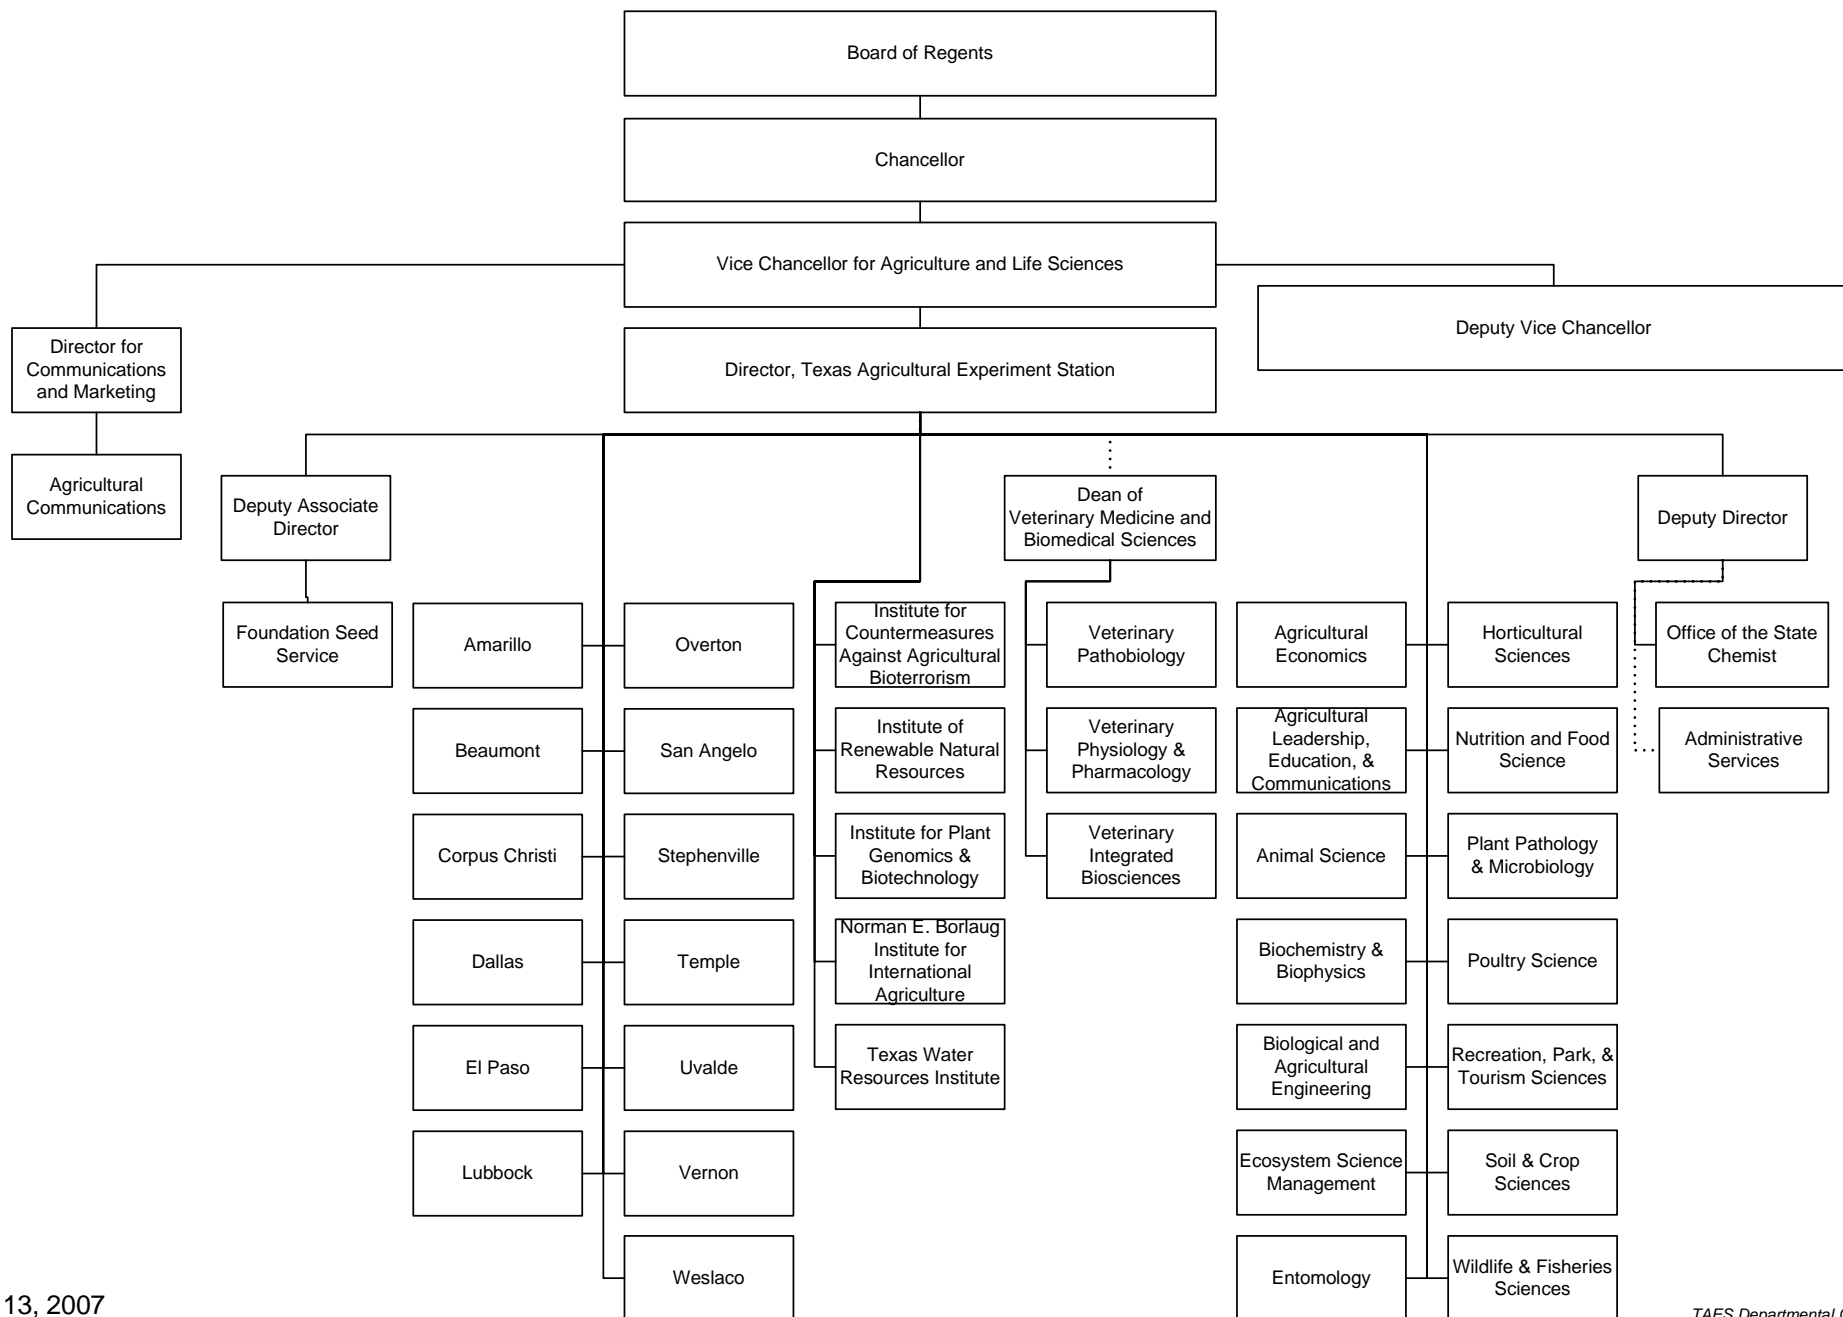 Board of Regents
Chancellor
Vice Chancellor for Agriculture and Life Sciences
Deputy Vice Chancellor
Director for
Communications
and Marketing
Director, Texas Agricultural Experiment Station
Agricultural
Communications
Deputy Associate
Director
Dean of
Veterinary Medicine and
Biomedical Sciences
Deputy Director
Foundation Seed
Service
Amarillo
Overton
Institute for
Countermeasures
Against Agricultural
Bioterrorism
Veterinary
Pathobiology
Agricultural
Economics
Horticultural
Sciences
Office of the State
Chemist
Beaumont
San Angelo
Institute of
Renewable Natural
Resources
Veterinary
Physiology &
Pharmacology
Agricultural
Leadership,
Education, &
Communications
Nutrition and Food
Science
Administrative
Services
Corpus Christi
Stephenville
Institute for Plant
Genomics &
Biotechnology
Veterinary
Integrated
Biosciences
Animal Science
Plant Pathology
& Microbiology
Dallas
Temple
Norman E. Borlaug
Institute for
International
Agriculture
Biochemistry &
Biophysics
Poultry Science
El Paso
Uvalde
Texas Water
Resources Institute
Biological and
Agricultural
Engineering
Recreation, Park, &
Tourism Sciences
Lubbock
Vernon
Ecosystem Science
Management
Soil & Crop
Sciences
Weslaco
Entomology
Wildlife & Fisheries
Sciences
13, 2007
TAES Departmental